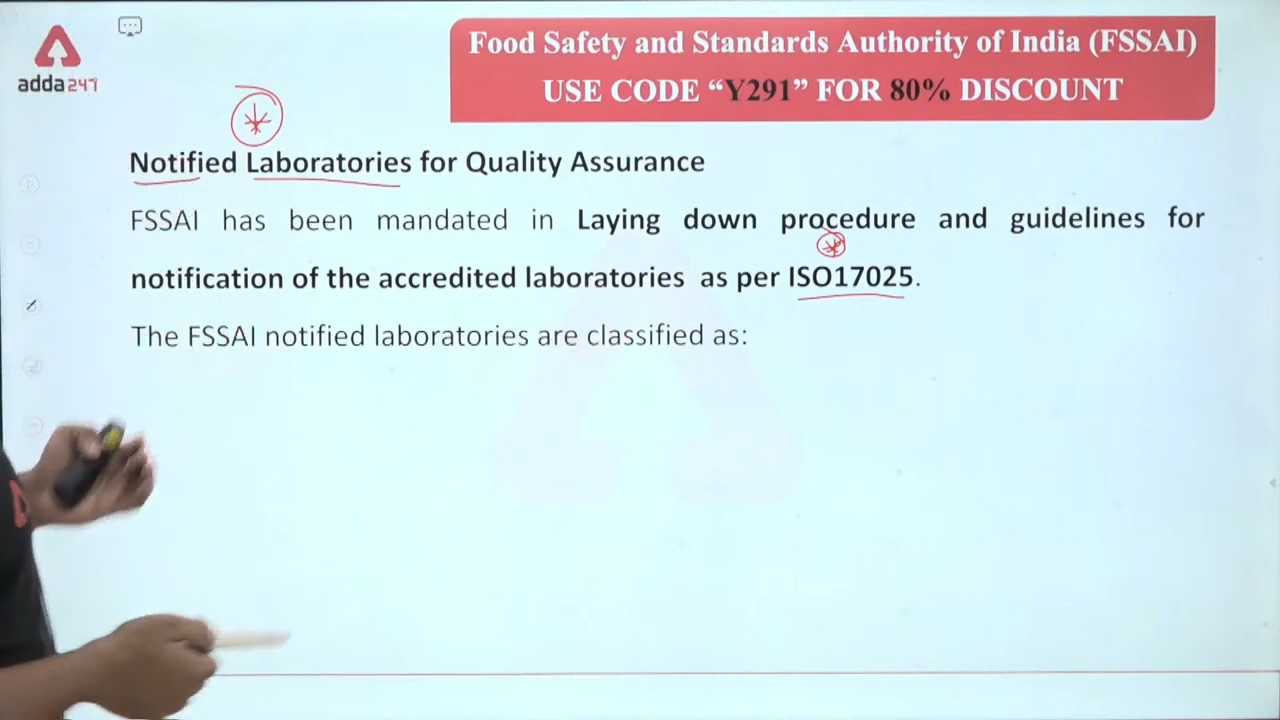 adda247
Food Safety and Standards Authority of India (FSSAI)
USE CODE “Y291” FOR 80% DISCOUNT
Notified Laboratories for Quality Assurance
FSSAI has been mandated in Laying down procedure and guidelines for
notification of the accredited laboratories as per ISO17025.
The FSSAI notified laboratories are classified as: